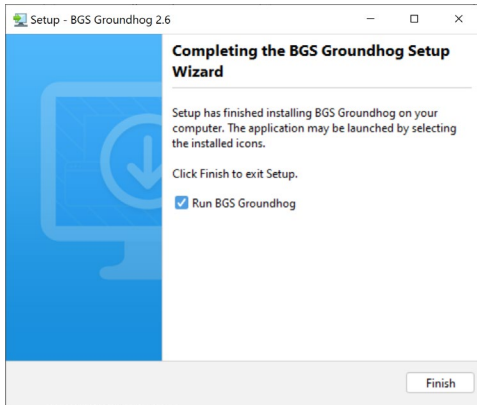 Setup - BGS Groundhog 2.6
Completing the BGS Groundhog Setup
Wizard
Setup has finished installing BGS Groundhog on your
computer. The application may be launched by selecting
the installed icons.
Click Finish to exit Setup.
Run BGS Groundhog
Finish